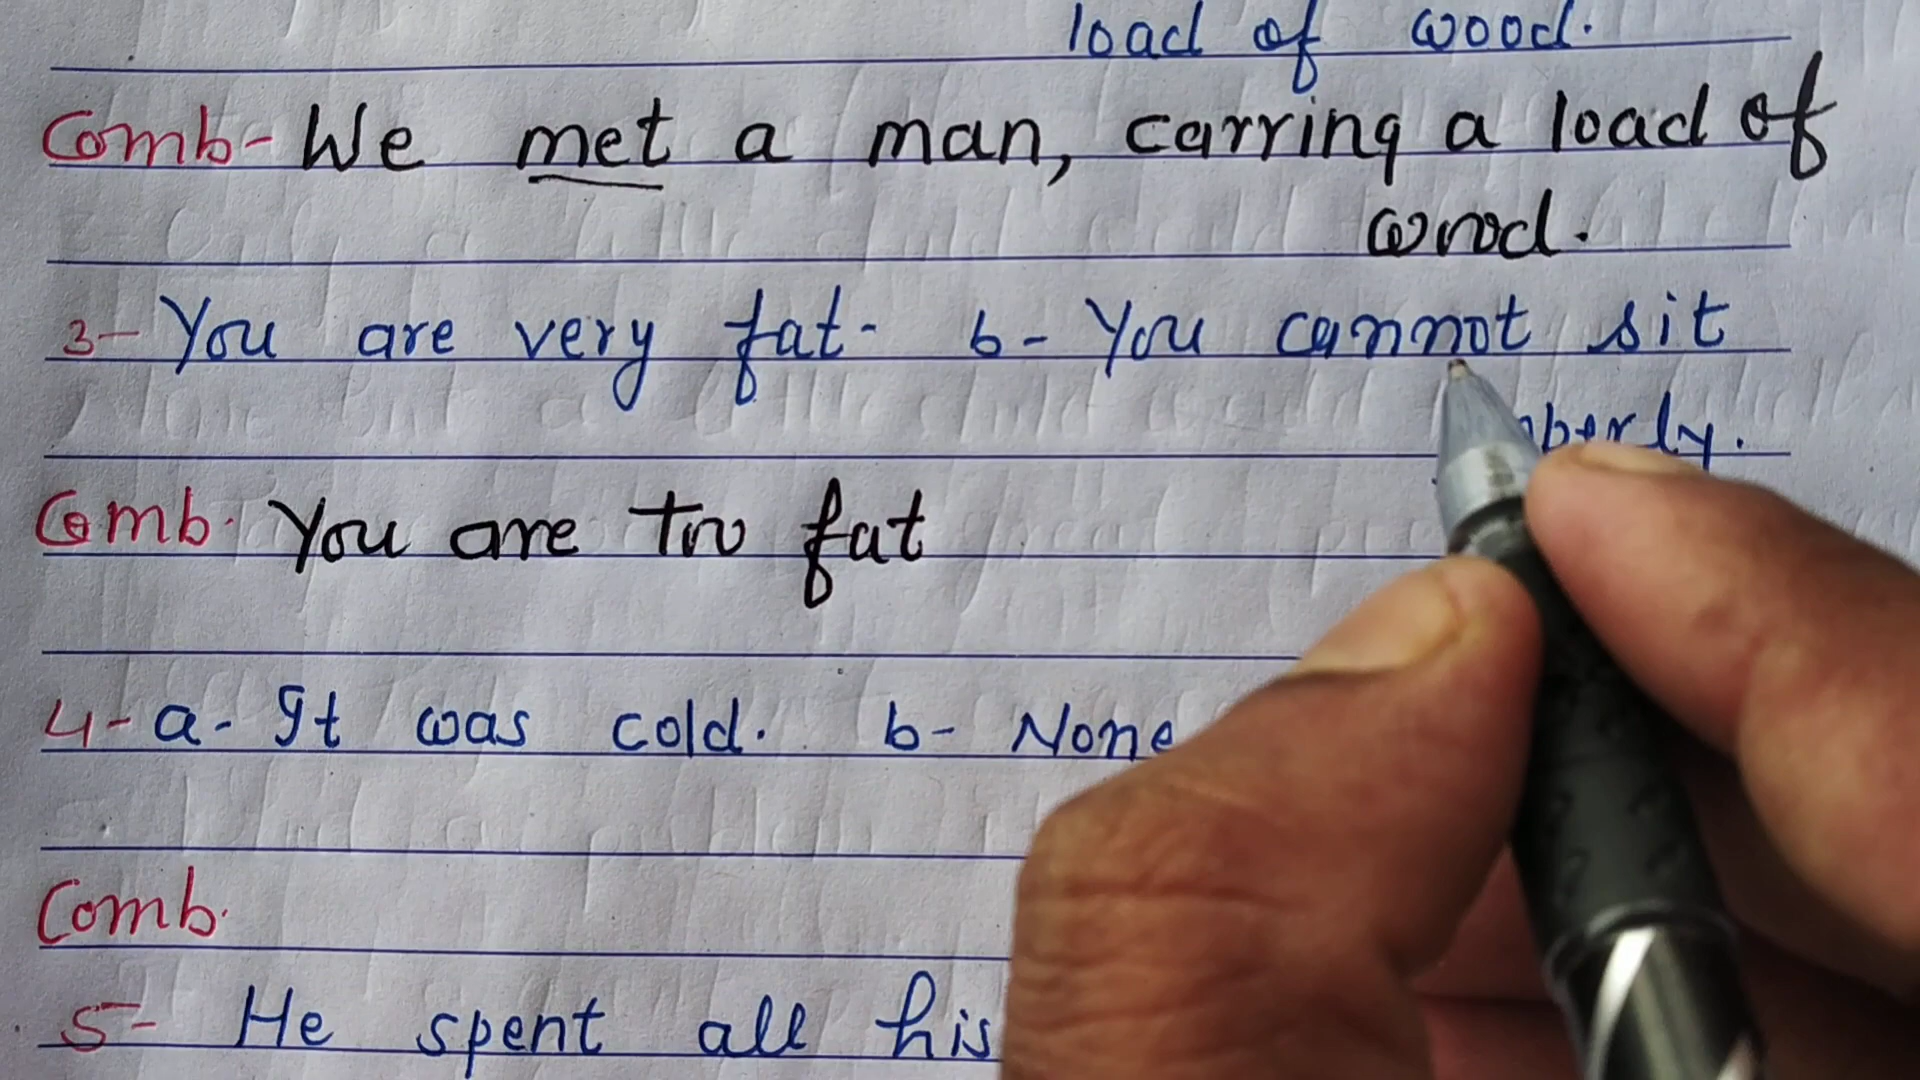 load of wood.
Comb- We met a man, carring a load of
wood.
3- You are very fat- b- You cannot sit
Comb. You are too fat
4- a- It was cold. b- None
Comb.
5- He spent all his